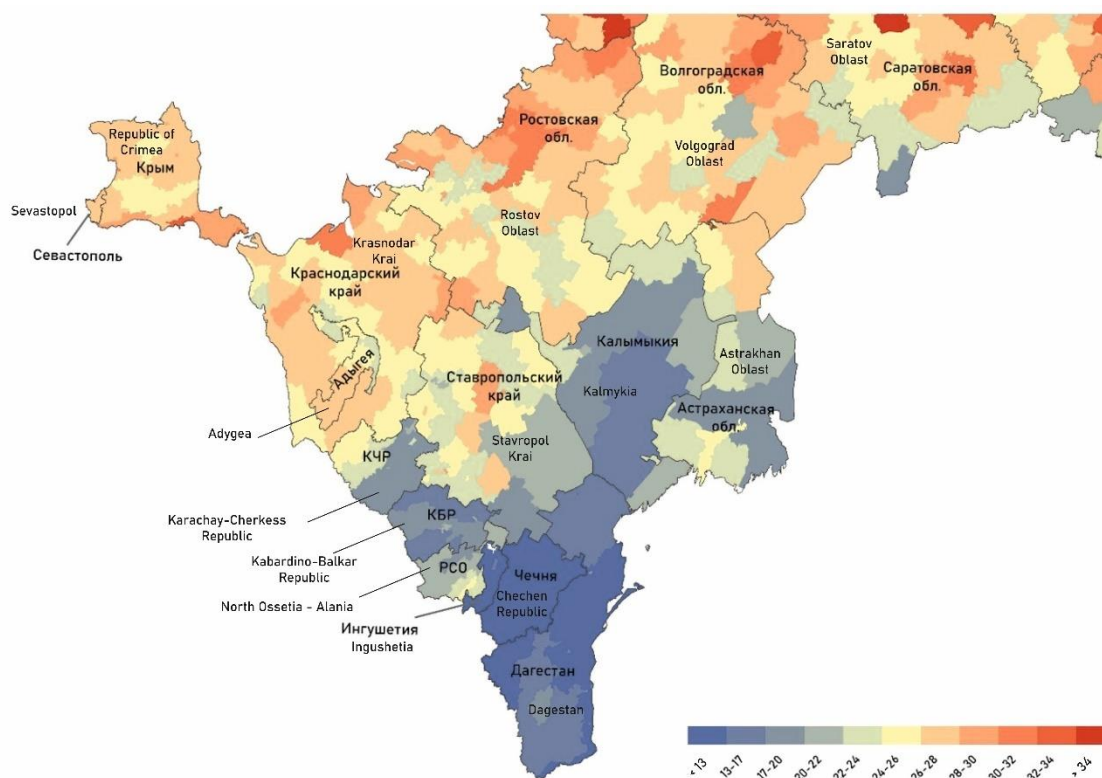 Saratov
Oblast
Саратовская
обл.
Волгоградская
обл.
Ростовская
обл.
Volgograd
Oblast
Republic of
Crimea
Крым
Sevastopol
Севастополь
Rostov
Oblast
Krasnodar
Krai
Краснодарский
край
Калымыкия
Astrakhan
Oblast
Адыгея
Ставропольский
край
Kalmykia
Астраханская
обл.
Adygea
Stavropol
Krai
КЧР
Karachay-Cherkess
Republic
КБР
Kabardino-Balkar
Republic
РСО
Чечня
Chechen
Republic
North Ossetia - Alania
Ингушетия
Ingushetia
Дагестан
Dagestan
< 13
13-17
17-20
20-22
22-24
24-26
26-28
28-30
30-32
32-34
> 34